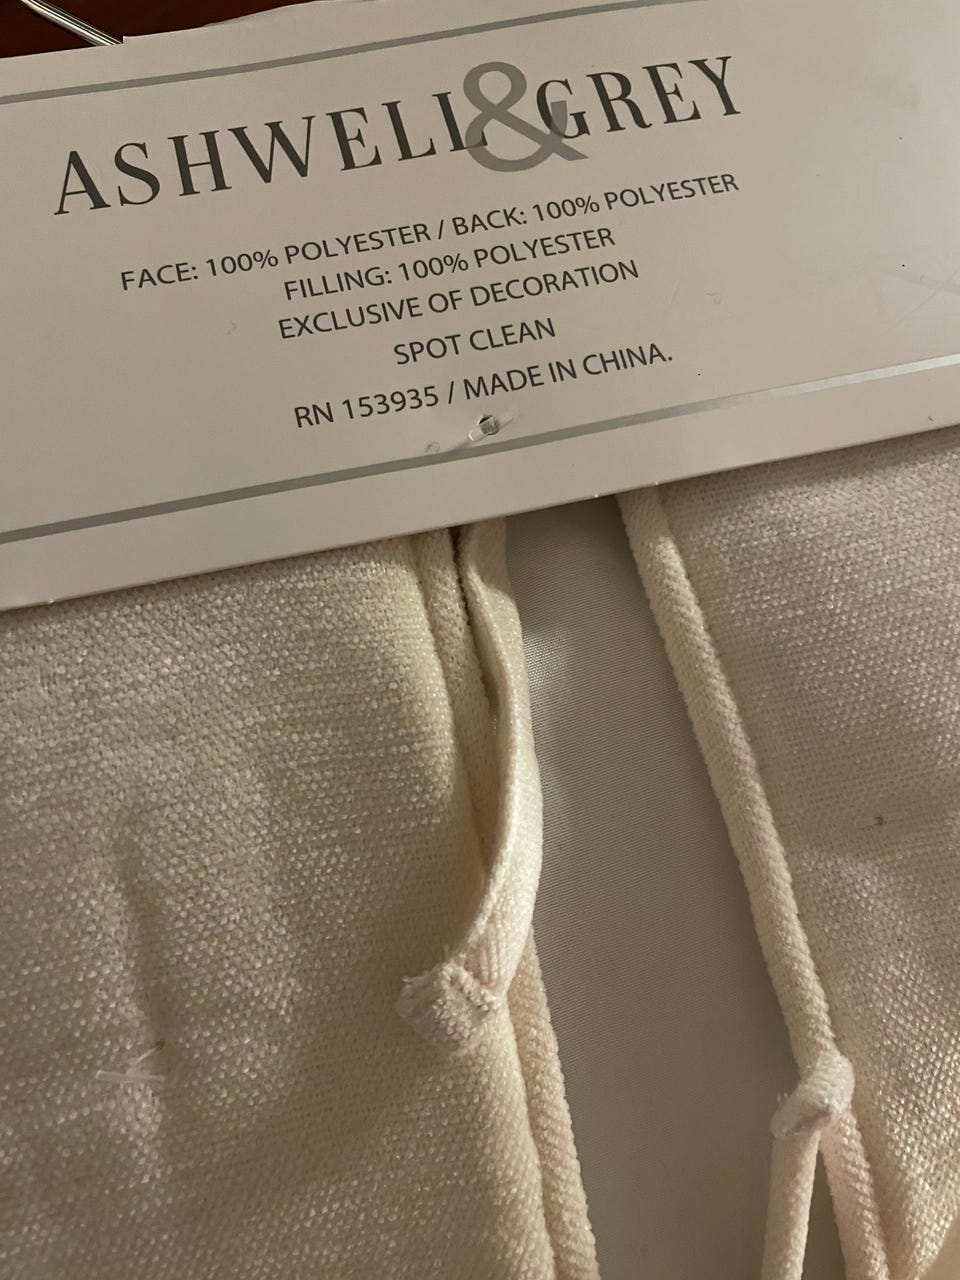 ASHWELL & GREY
FACE: 100% POLYESTER / BACK: 100% POLYESTER
FILLING: 100% POLYESTER
EXCLUSIVE OF DECORATION
SPOT CLEAN
RN 153935 / MADE IN CHINA.